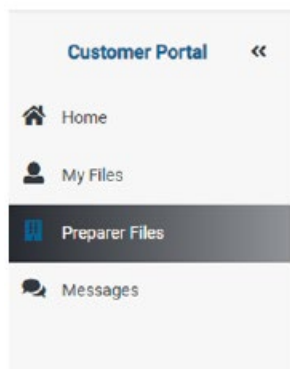 Customer Portal «
Home
My Files
Preparer Files
Messages